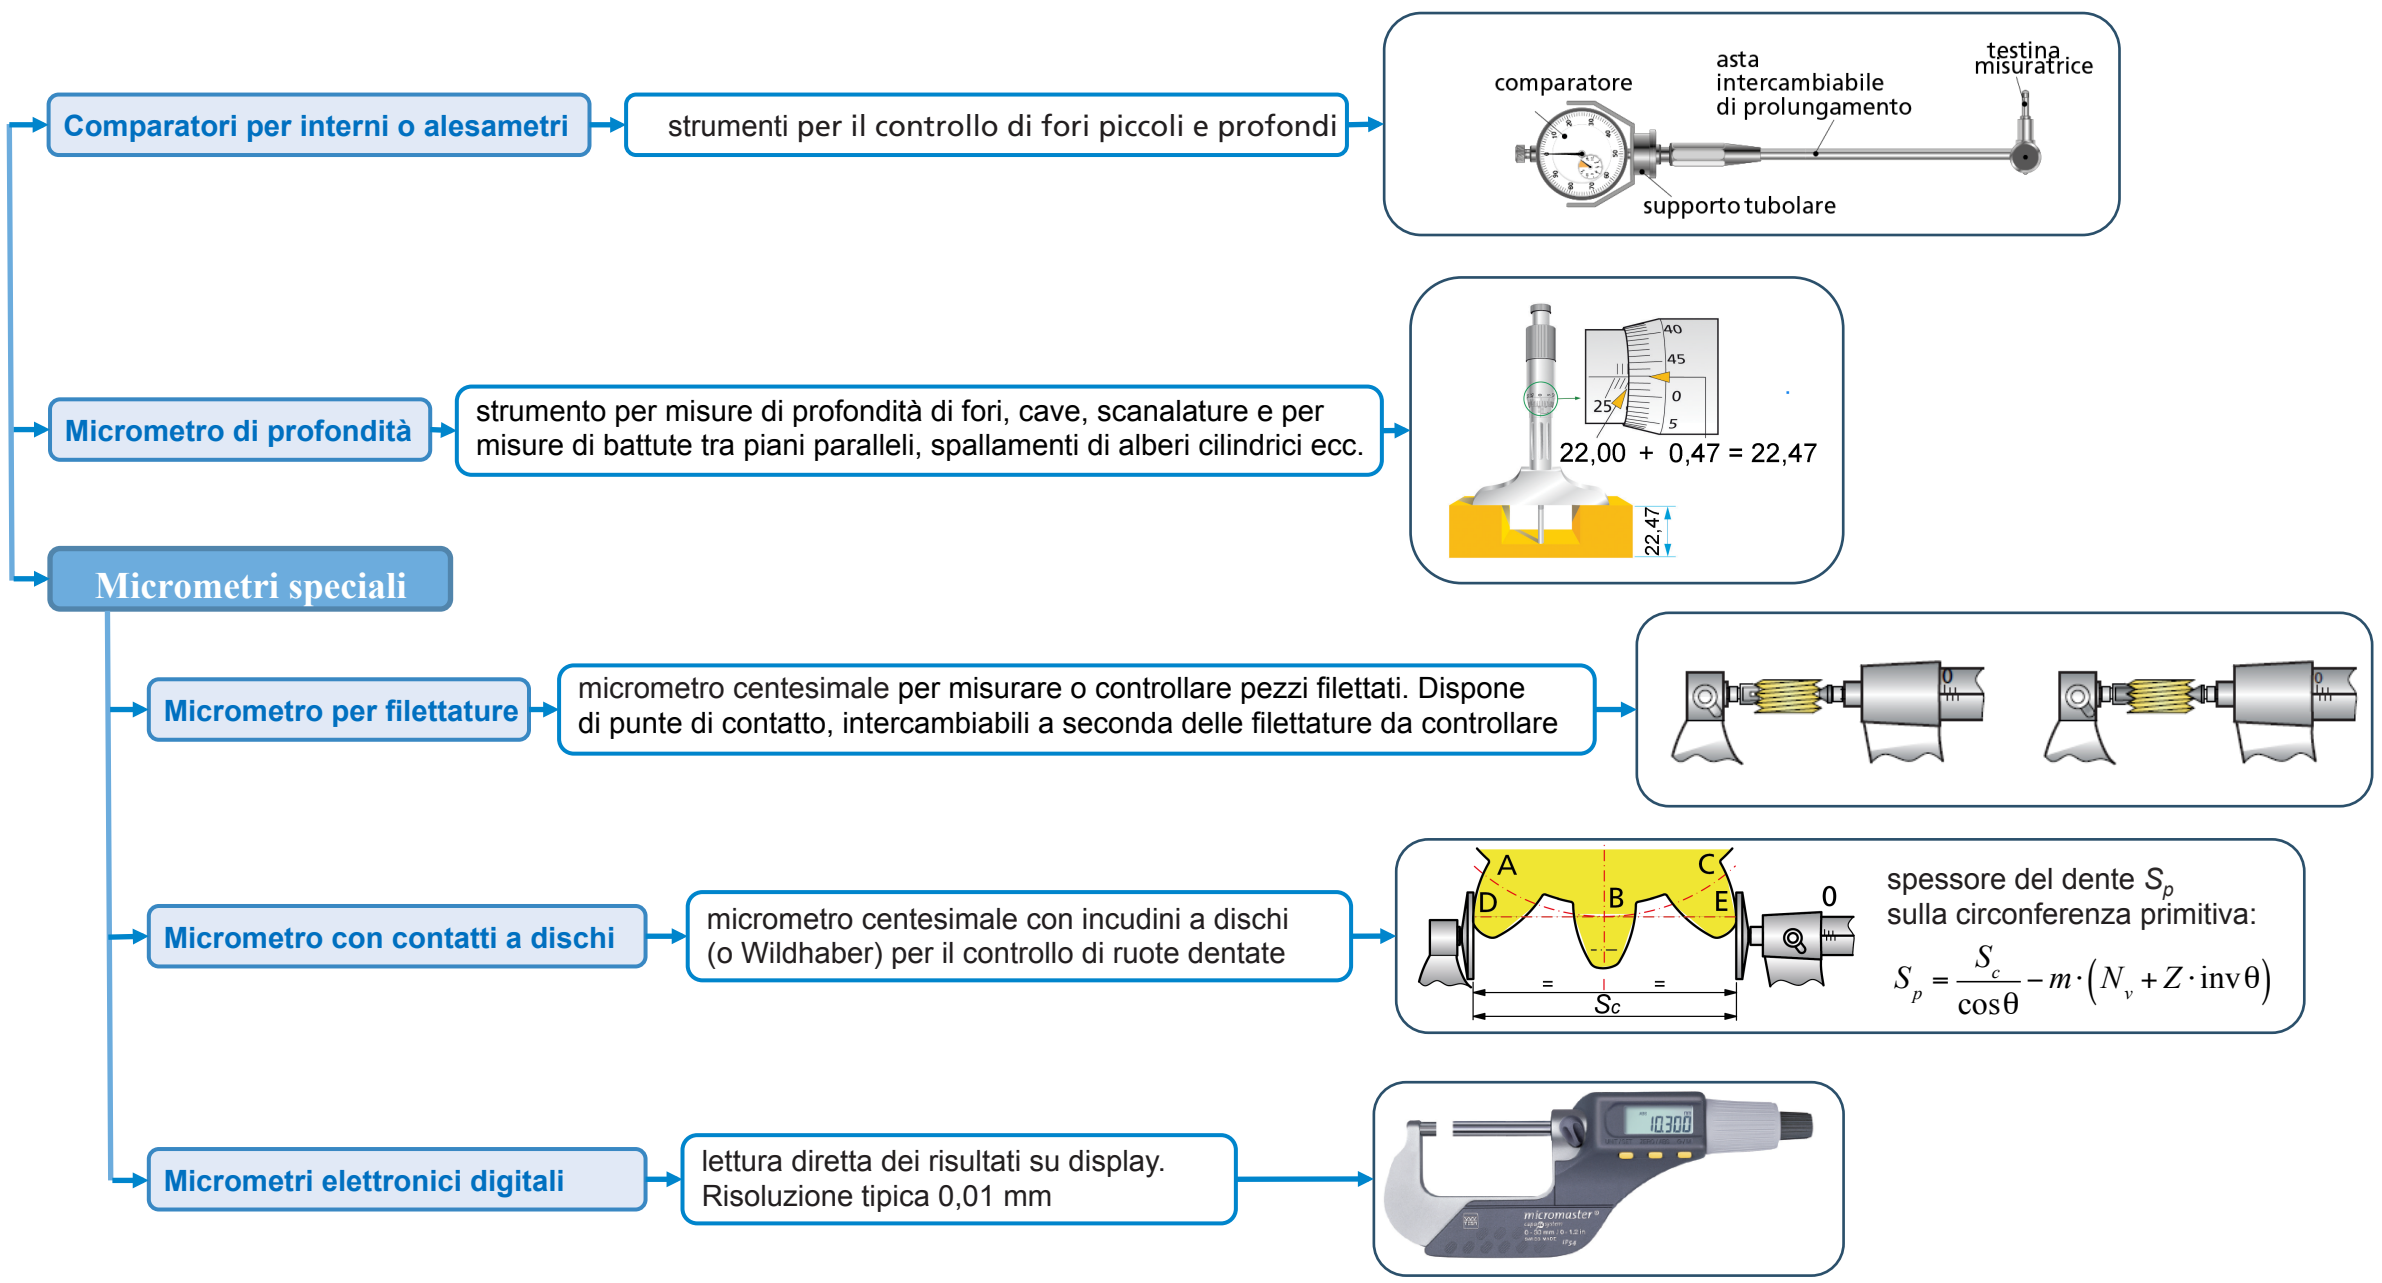 Comparatori per interni o alesametri
strumenti per il controllo di fori piccoli e profondi
comparatore
asta
intercambiabile
di prolungamento
testina
misuratrice
supporto tubolare
Micrometro di profondità
strumento per misure di profondità di fori, cave, scanalature e per
misure di battute tra piani paralleli, spallamenti di alberi cilindrici ecc.
40
45
0
5
25
22,00 + 0,47 = 22,47
22,47
Micrometri speciali
Micrometro per filettature
micrometro centesimale per misurare o controllare pezzi filettati. Dispone
di punte di contatto, intercambiabili a seconda delle filettature da controllare
0
0
Micrometro con contatti a dischi
micrometro centesimale con incudini a dischi
(o Wildhaber) per il controllo di ruote dentate
A
C
D
B
E
0
= =
Sc
spessore del dente Sp
sulla circonferenza primitiva:
Sp = Sc / cosθ − m · (Nv + Z · invθ)
Micrometri elettronici digitali
lettura diretta dei risultati su display.
Risoluzione tipica 0,01 mm
10.300
micromaster®
IP54